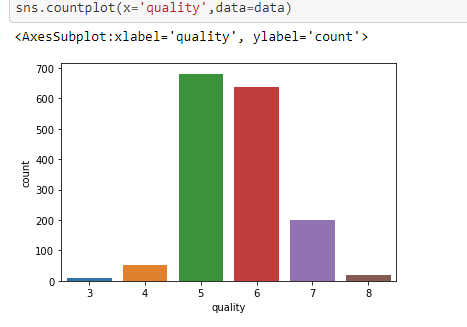 sns.countplot(x='quality',data=data)
<AxesSubplot:xlabel='quality', ylabel='count'>
700
600
500
400
300
200
100
0
count
3 4 5 6 7 8
quality